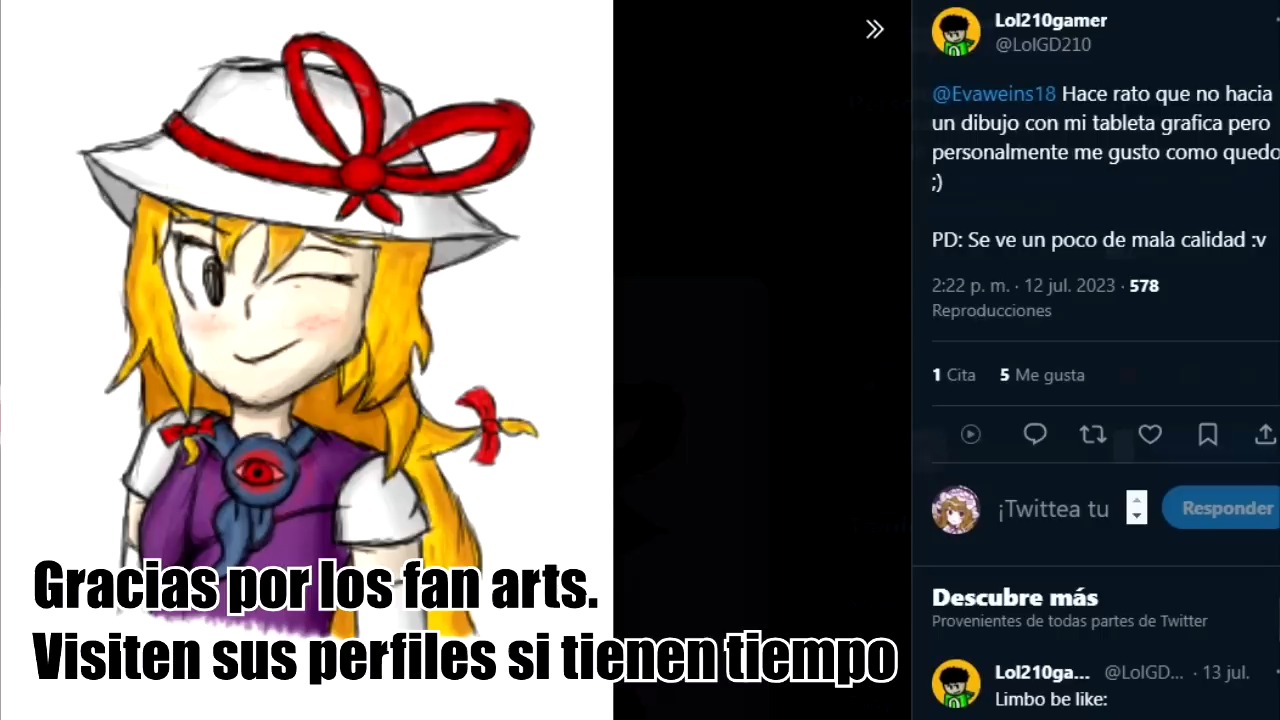 Lol210gamer
@LolGD210
@Evaweins18 Hace rato que no hacia
un dibujo con mi tableta grafica pero
personalmente me gusto como quedo
;)
PD: Se ve un poco de mala calidad :v
2:22 p. m. · 12 jul. 2023 · 578
Reproducciones
1 Cita 5 Me gusta
¡Twittea tu
Responder
Gracias por los fan arts.
Visiten sus perfiles si tienen tiempo
Descubre más
Provenientes de todas partes de Twitter
Lol210ga... @LolGD... · 13 jul.
Limbo be like: